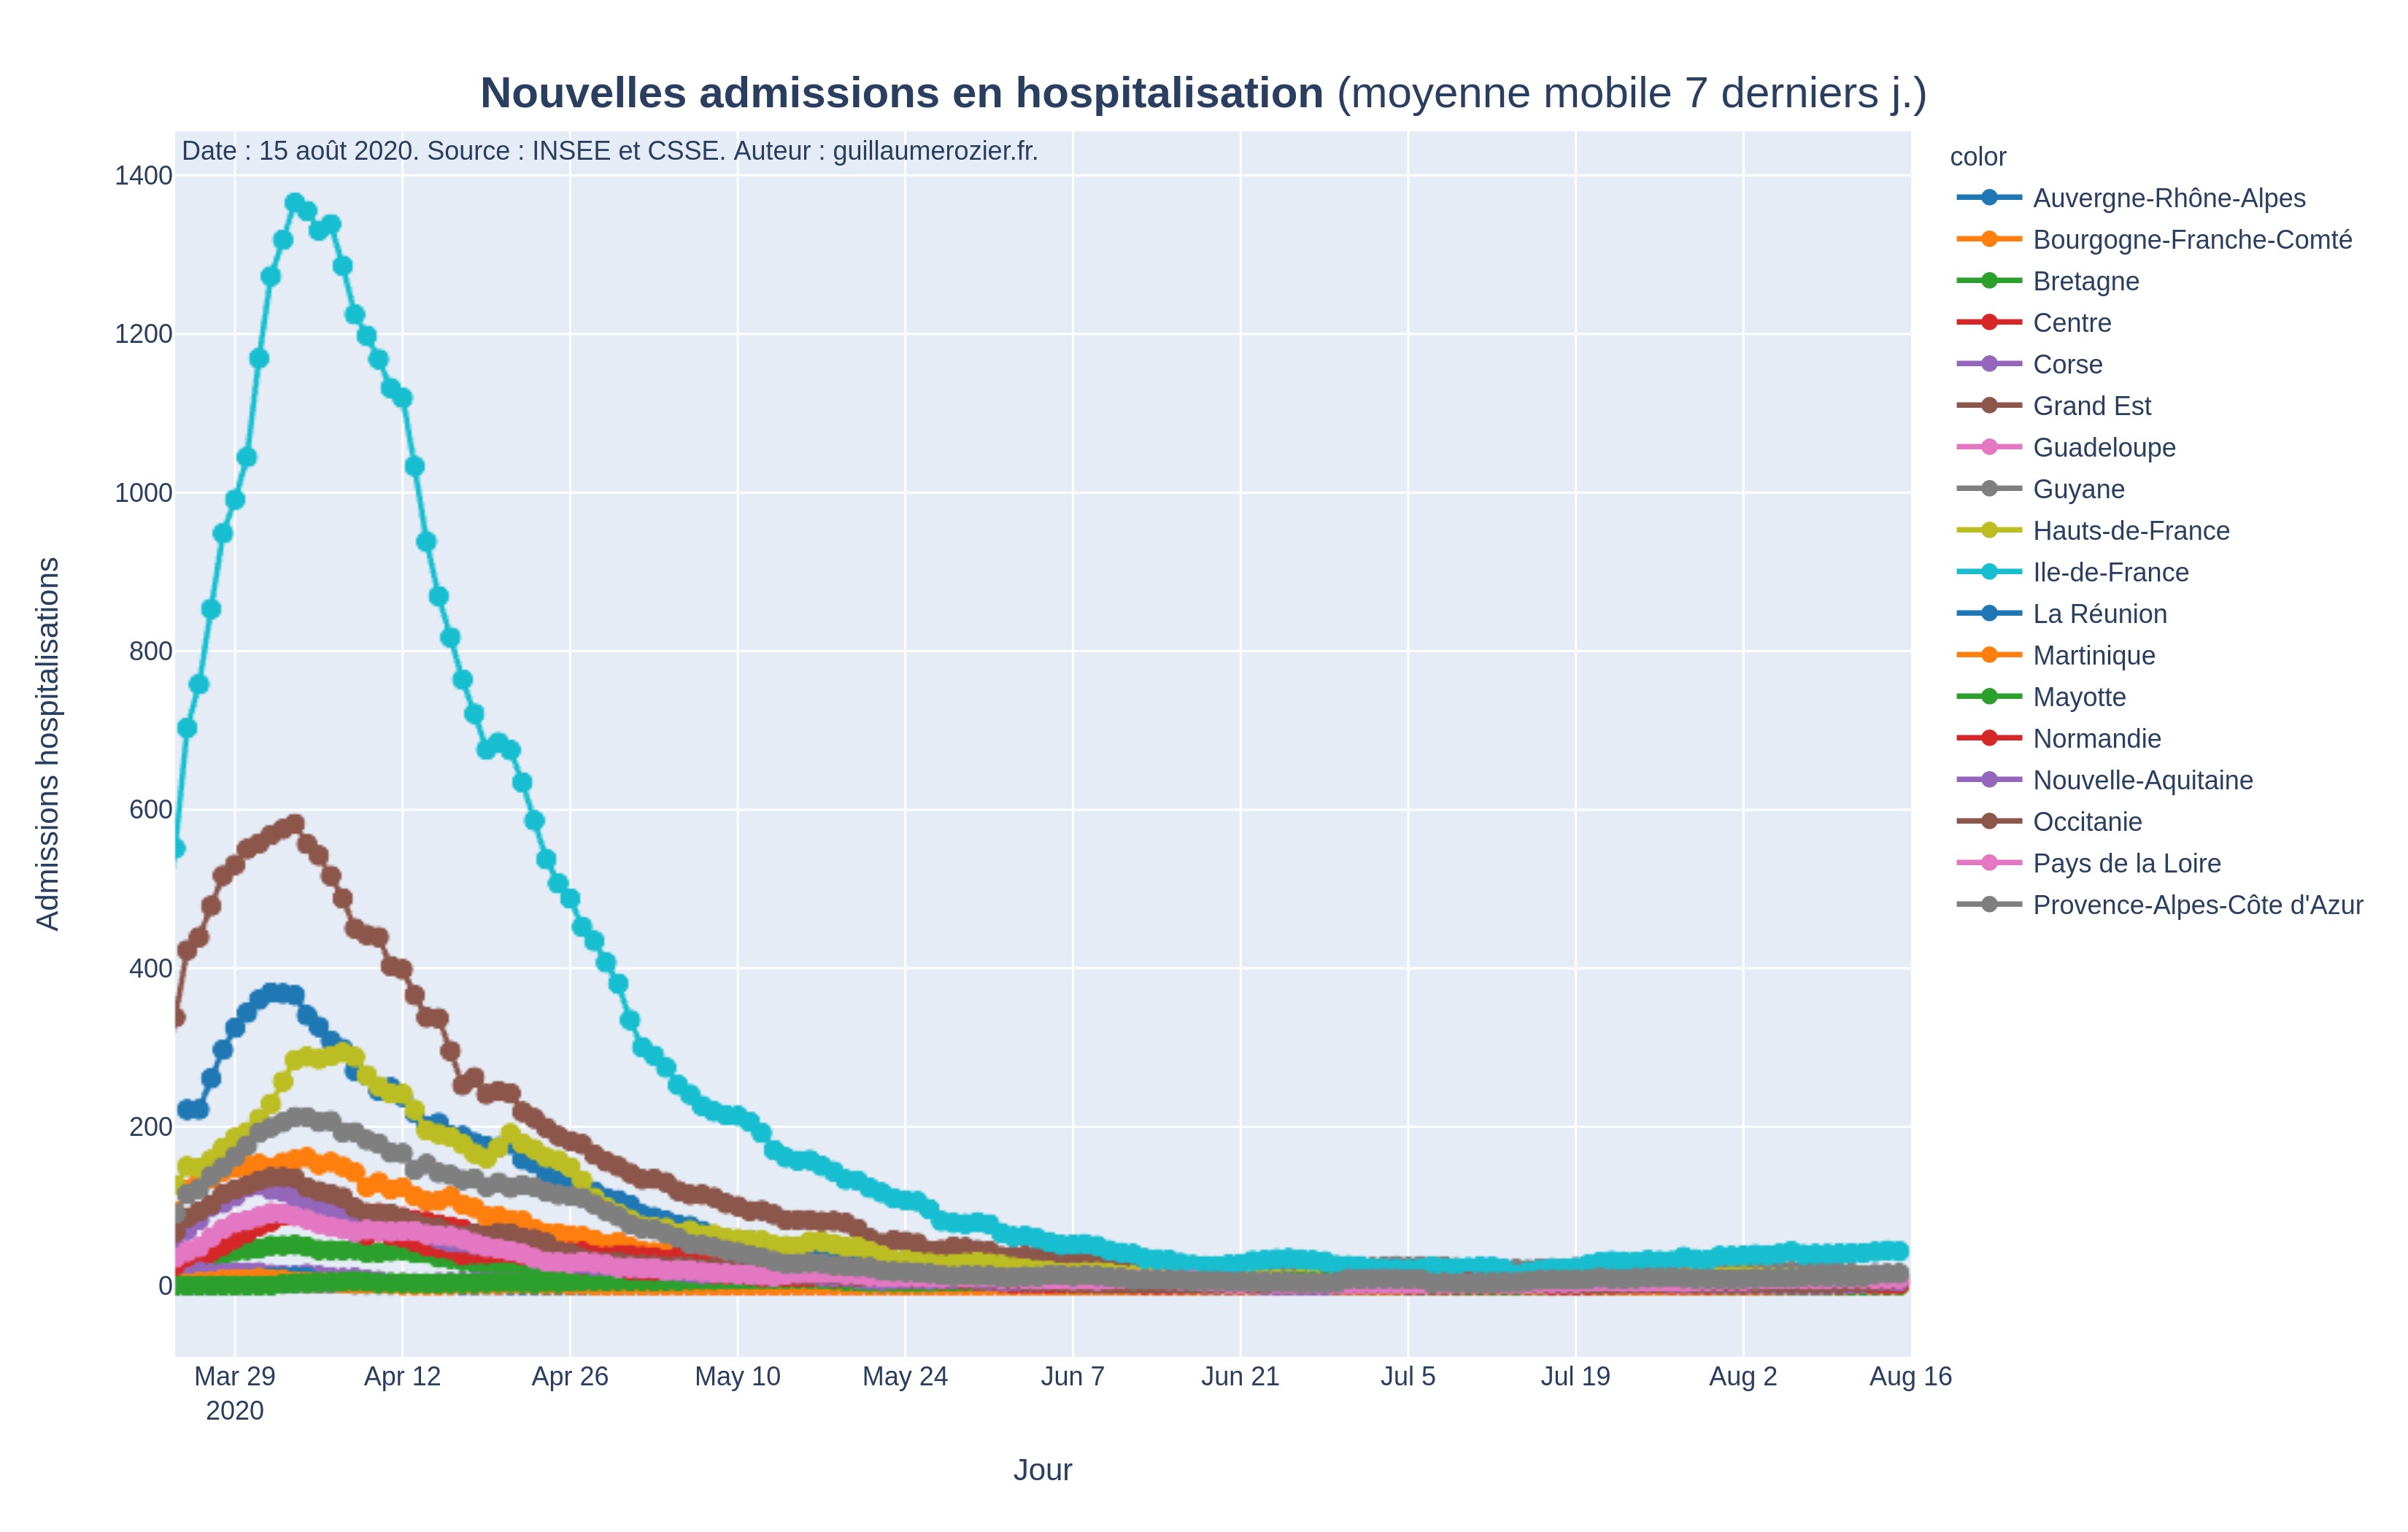 Nouvelles admissions en hospitalisation (moyenne mobile 7 derniers j.)
Date : 15 août 2020. Source : INSEE et CSSE. Auteur : guillaumerozier.fr.
1400
1200
1000
800
600
400
200
0
Admissions hospitalisations
Mar 29
2020
Apr 12
Apr 26
May 10
May 24
Jun 7
Jun 21
Jul 5
Jul 19
Aug 2
Aug 16
Jour
color
Auvergne-Rhône-Alpes
Bourgogne-Franche-Comté
Bretagne
Centre
Corse
Grand Est
Guadeloupe
Guyane
Hauts-de-France
Ile-de-France
La Réunion
Martinique
Mayotte
Normandie
Nouvelle-Aquitaine
Occitanie
Pays de la Loire
Provence-Alpes-Côte d'Azur